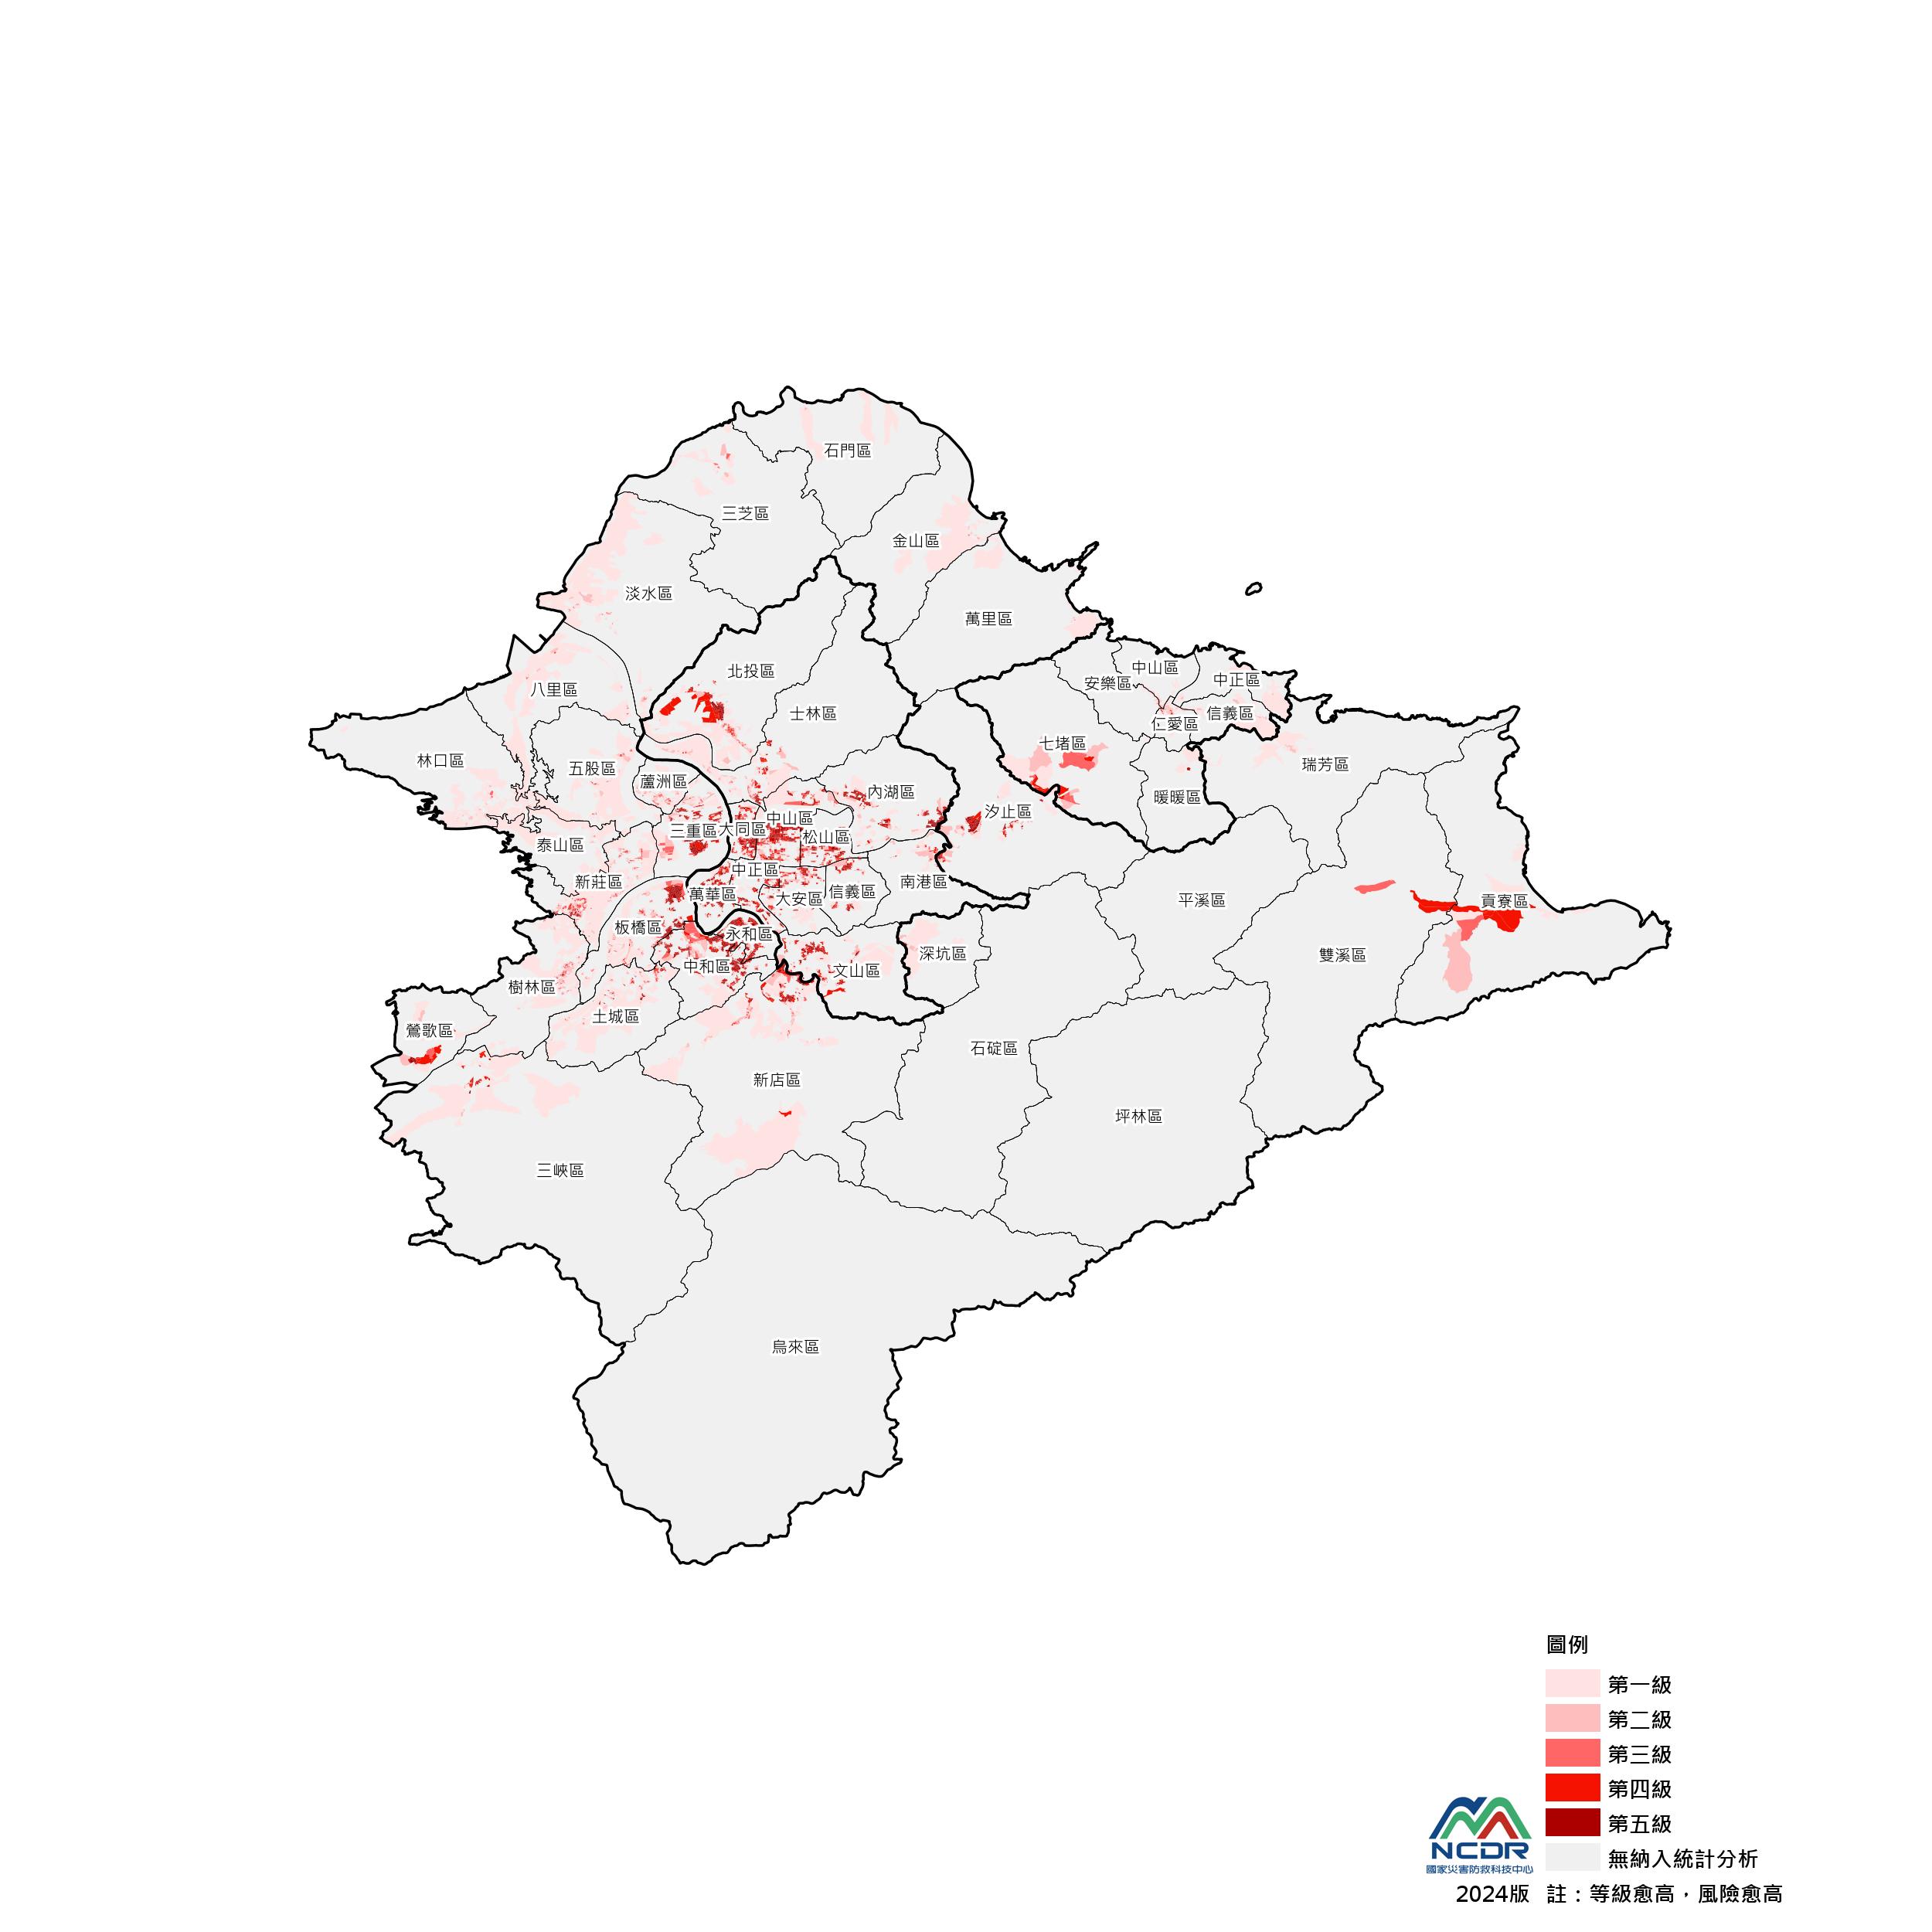 石門區
三芝區
金山區
淡水區
萬里區
北投區
中山區
安樂區
中正區
八里區
士林區
信義區
仁愛區
七堵區
林口區
五股區
瑞芳區
蘆洲區
內湖區
暖暖區
汐止區
中山區
三重區
大同區
松山區
泰山區
中正區
新莊區
南港區
萬華區
信義區
大安區
平溪區
貢寮區
板橋區
永和區
深坑區
雙溪區
中和區
文山區
樹林區
土城區
鶯歌區
石碇區
新店區
坪林區
三峽區
烏來區
圖例
第一級
第二級
第三級
第四級
第五級
無納入統計分析
NCDR
國家災害防救科技中心
2024版 註：等級愈高，風險愈高